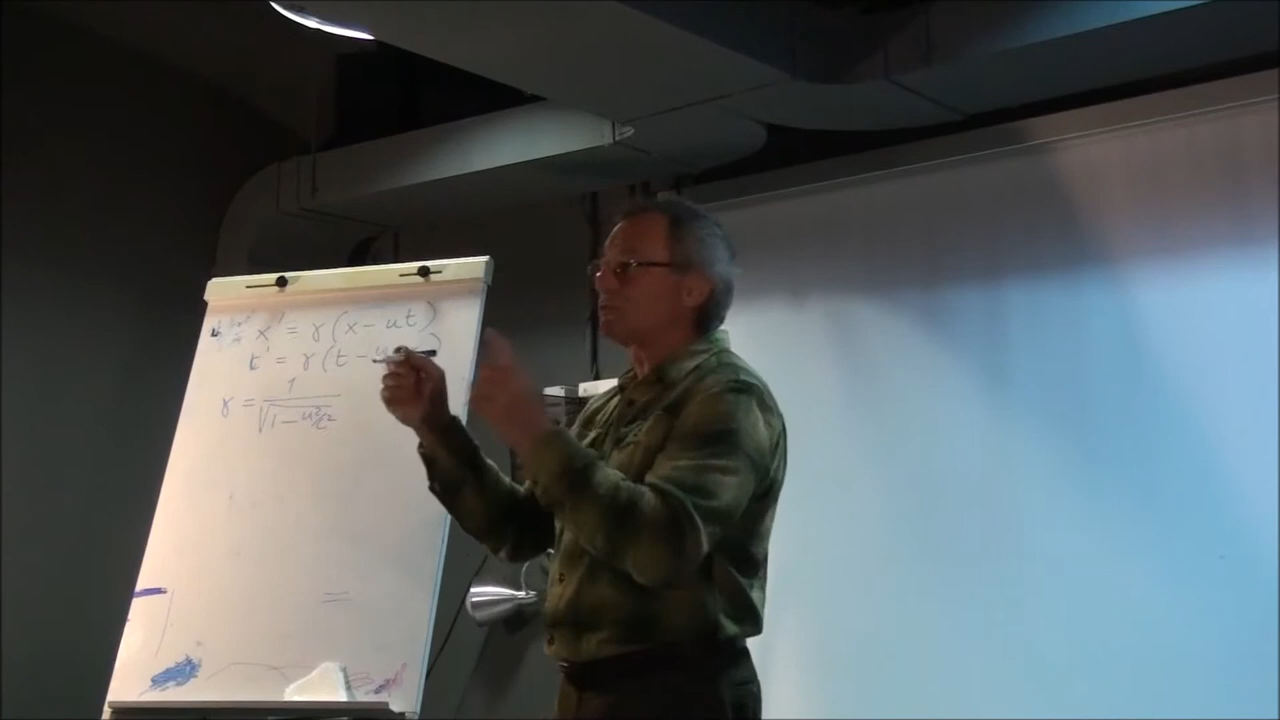 x' = γ(x - ut)
t' = γ(t - u
γ = 1/√(1 - u²/c²)